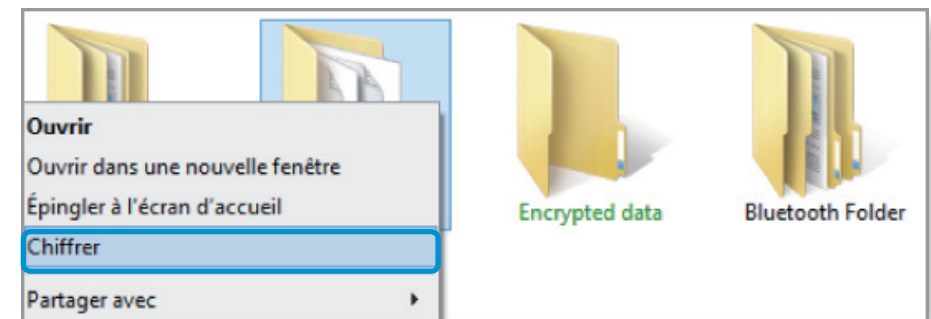 Ouvrir
Ouvrir dans une nouvelle fenêtre
Épingler à l'écran d'accueil
Chiffrer
Partager avec
Encrypted data
Bluetooth Folder